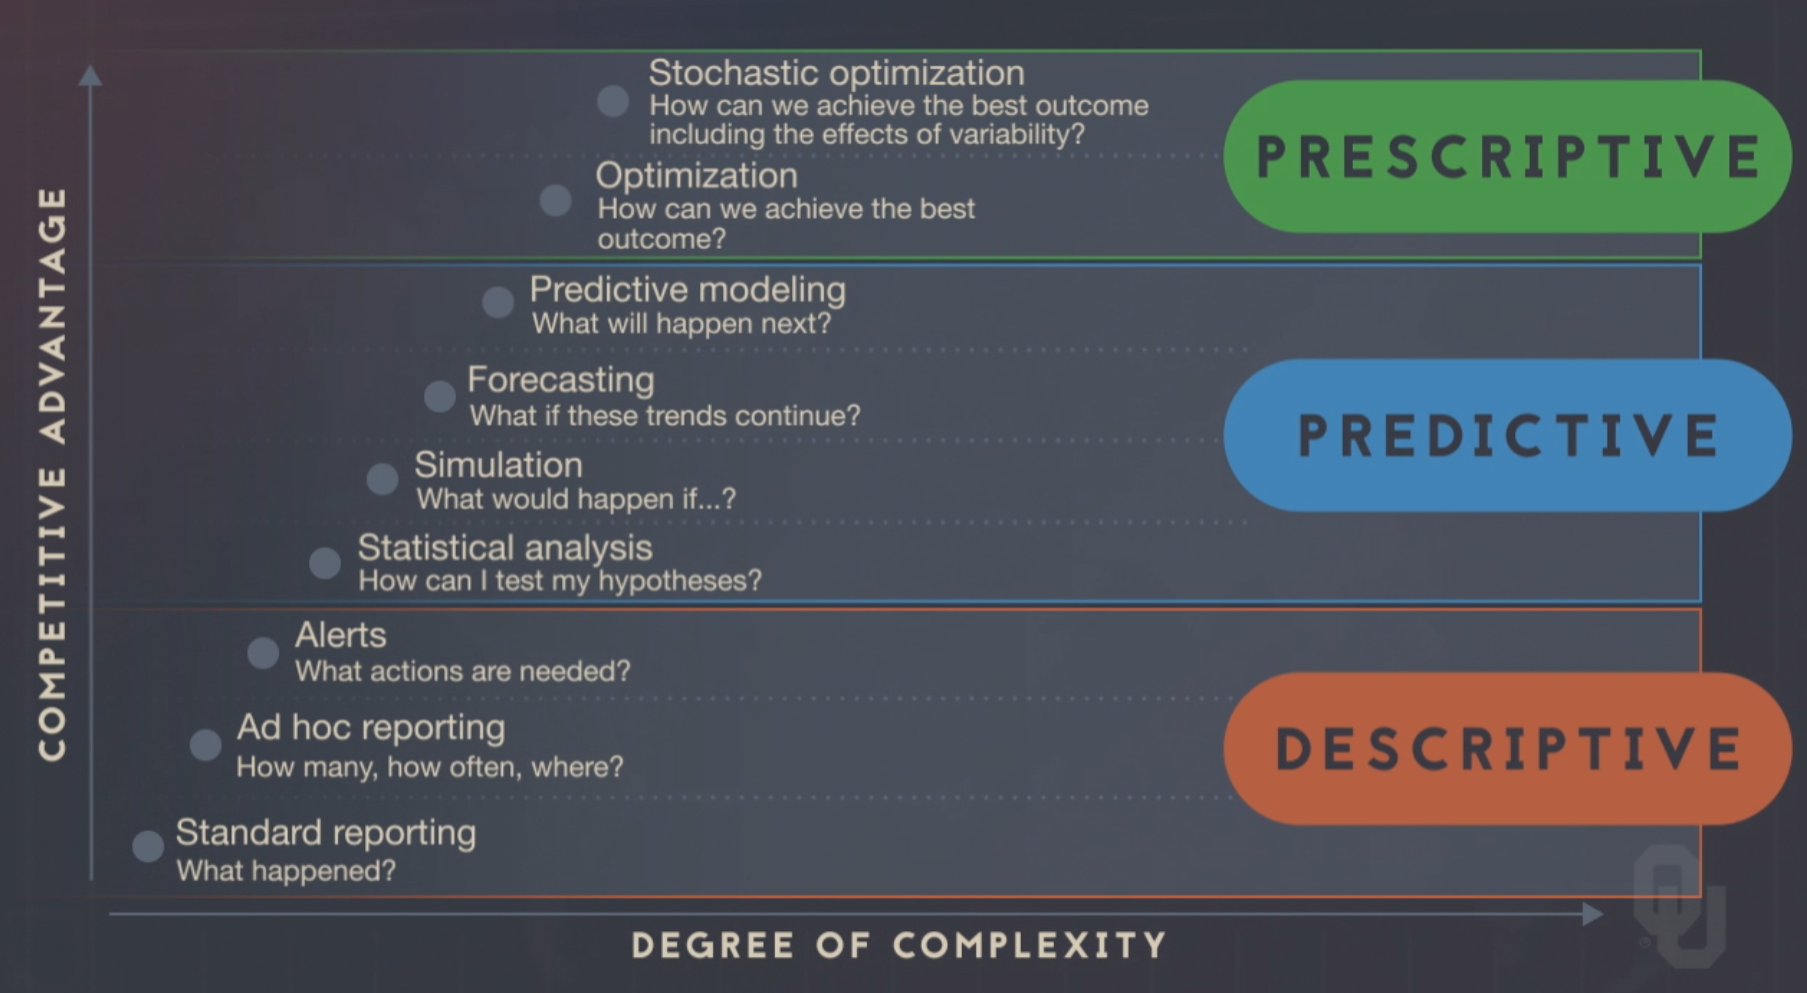 Stochastic optimization
How can we achieve the best outcome
including the effects of variability?
PRESCRIPTIVE
Optimization
How can we achieve the best
outcome?
Predictive modeling
What will happen next?
Forecasting
What if these trends continue?
PREDICTIVE
Simulation
What would happen if...?
Statistical analysis
How can I test my hypotheses?
Alerts
What actions are needed?
Ad hoc reporting
How many, how often, where?
DESCRIPTIVE
Standard reporting
What happened?
COMPETITIVE ADVANTAGE
DEGREE OF COMPLEXITY
OU
®